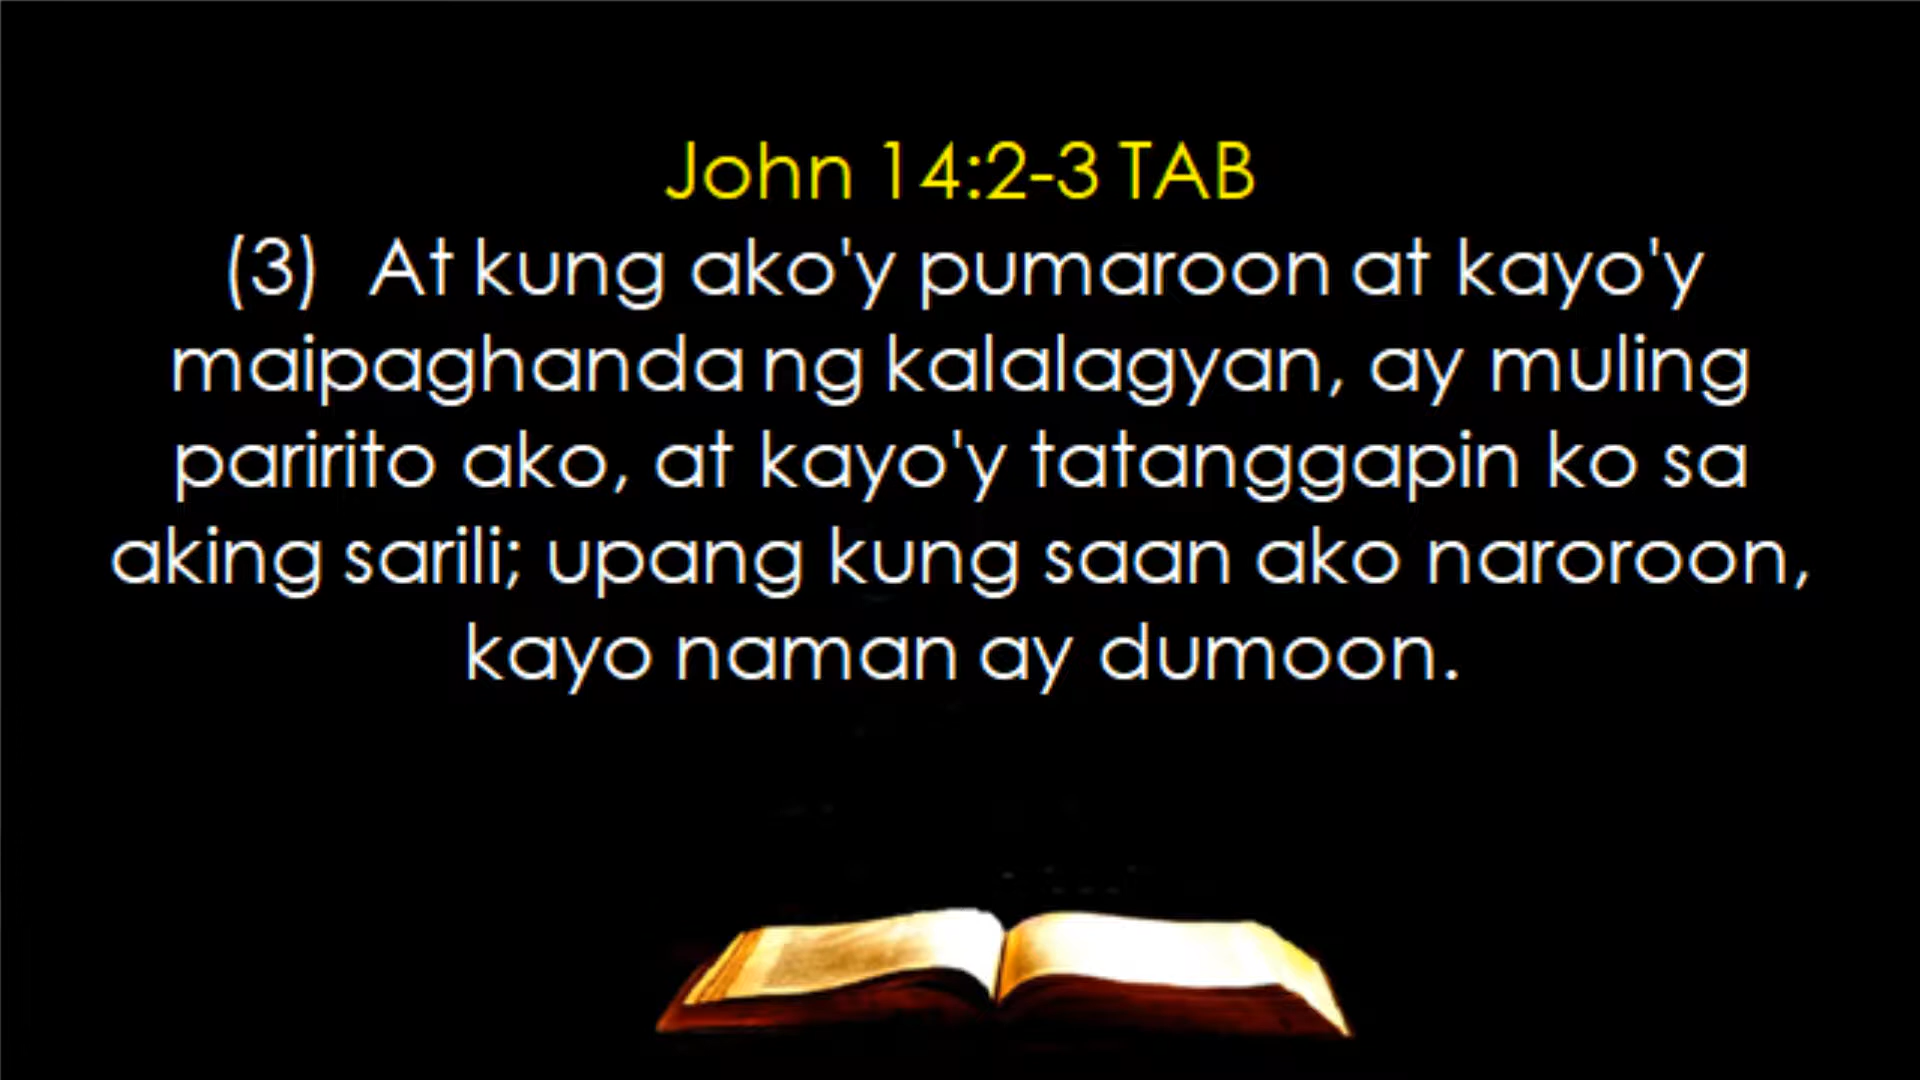 John 14:2-3 TAB
(3)  At kung ako'y pumaroon at kayo'y
maipaghanda ng kalalagyan, ay muling
paririto ako, at kayo'y tatanggapin ko sa
aking sarili; upang kung saan ako naroroon,
kayo naman ay dumoon.